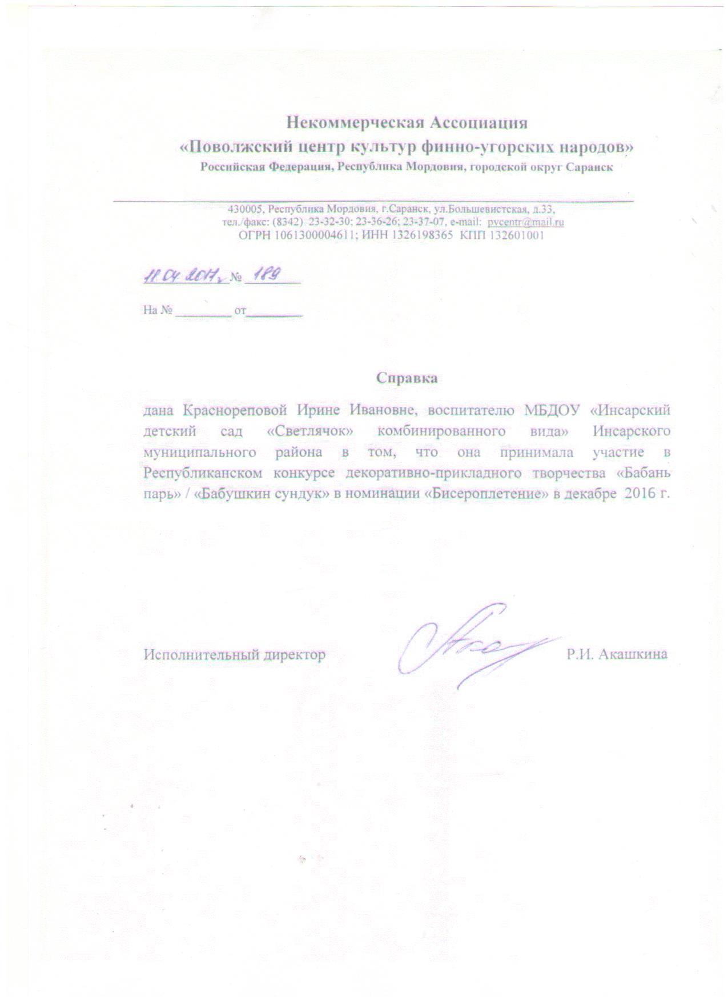 Некоммерческая Ассоциация
«Поволжский центр культур финно-угорских народов»
Российская Федерация, Республика Мордовия, городской округ Саранск
430005, Республика Мордовия, г.Саранск, ул.Большевистская, д.33,
тел./факс: (8342) 23-32-30; 23-36-26; 23-37-07, e-mail: pvcentr@mail.ru
ОГРН 1061300004611; ИНН 1326198365 КПП 132601001
11.04.2017г. № 189
На № _________ от_________
Справка
дана Краснореповой Ирине Ивановне, воспитателю МБДОУ «Инсарский
детский сад «Светлячок» комбинированного вида» Инсарского
муниципального района в том, что она принимала участие в
Республиканском конкурсе декоративно-прикладного творчества «Бабань
парь» / «Бабушкин сундук» в номинации «Бисероплетение» в декабре 2016 г.
Исполнительный директор Р.И. Акашкина